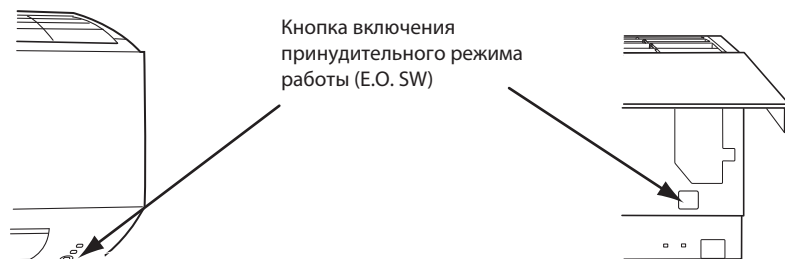 Кнопка включения
принудительного режима
работы (E.O. SW)